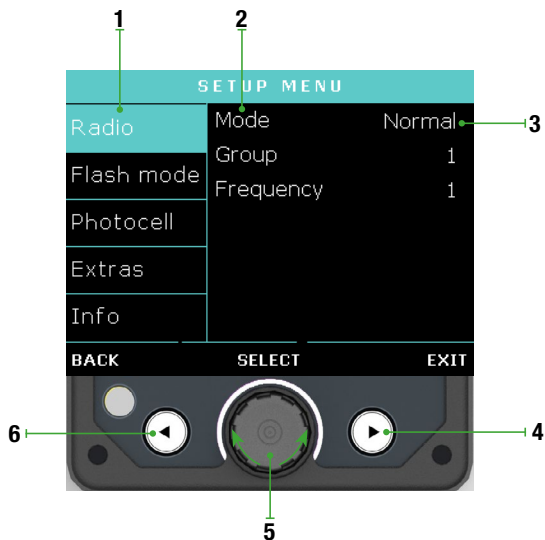 1 2
SETUP MENU
Radio Mode Normal 3
Group 1
Flash mode Frequency 1
Photocell
Extras
Info
BACK SELECT EXIT
6 4
5